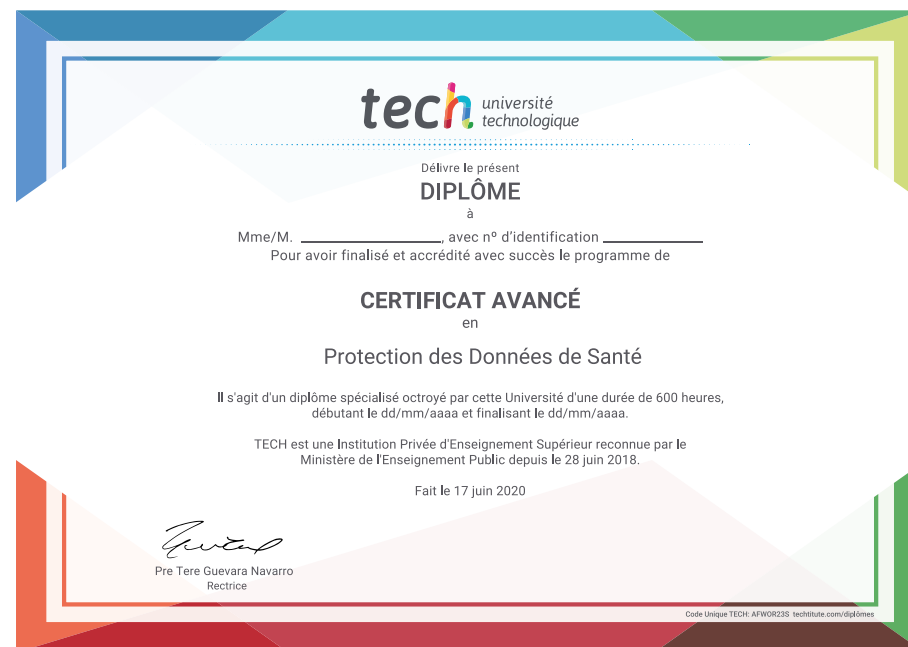 tech université
technologique
Délivre le présent
DIPLÔME
à
Mme/M. ____________________, avec nº d'identification ______________
Pour avoir finalisé et accrédité avec succès le programme de
CERTIFICAT AVANCÉ
en
Protection des Données de Santé
Il s'agit d'un diplôme spécialisé octroyé par cette Université d'une durée de 600 heures,
débutant le dd/mm/aaaa et finalisant le dd/mm/aaaa.
TECH est une Institution Privée d'Enseignement Supérieur reconnue par le
Ministère de l'Enseignement Public depuis le 28 juin 2018.
Fait le 17 juin 2020
Pre Tere Guevara Navarro
Rectrice
Code Unique TECH: AFWOR23S techtitute.com/diplômes